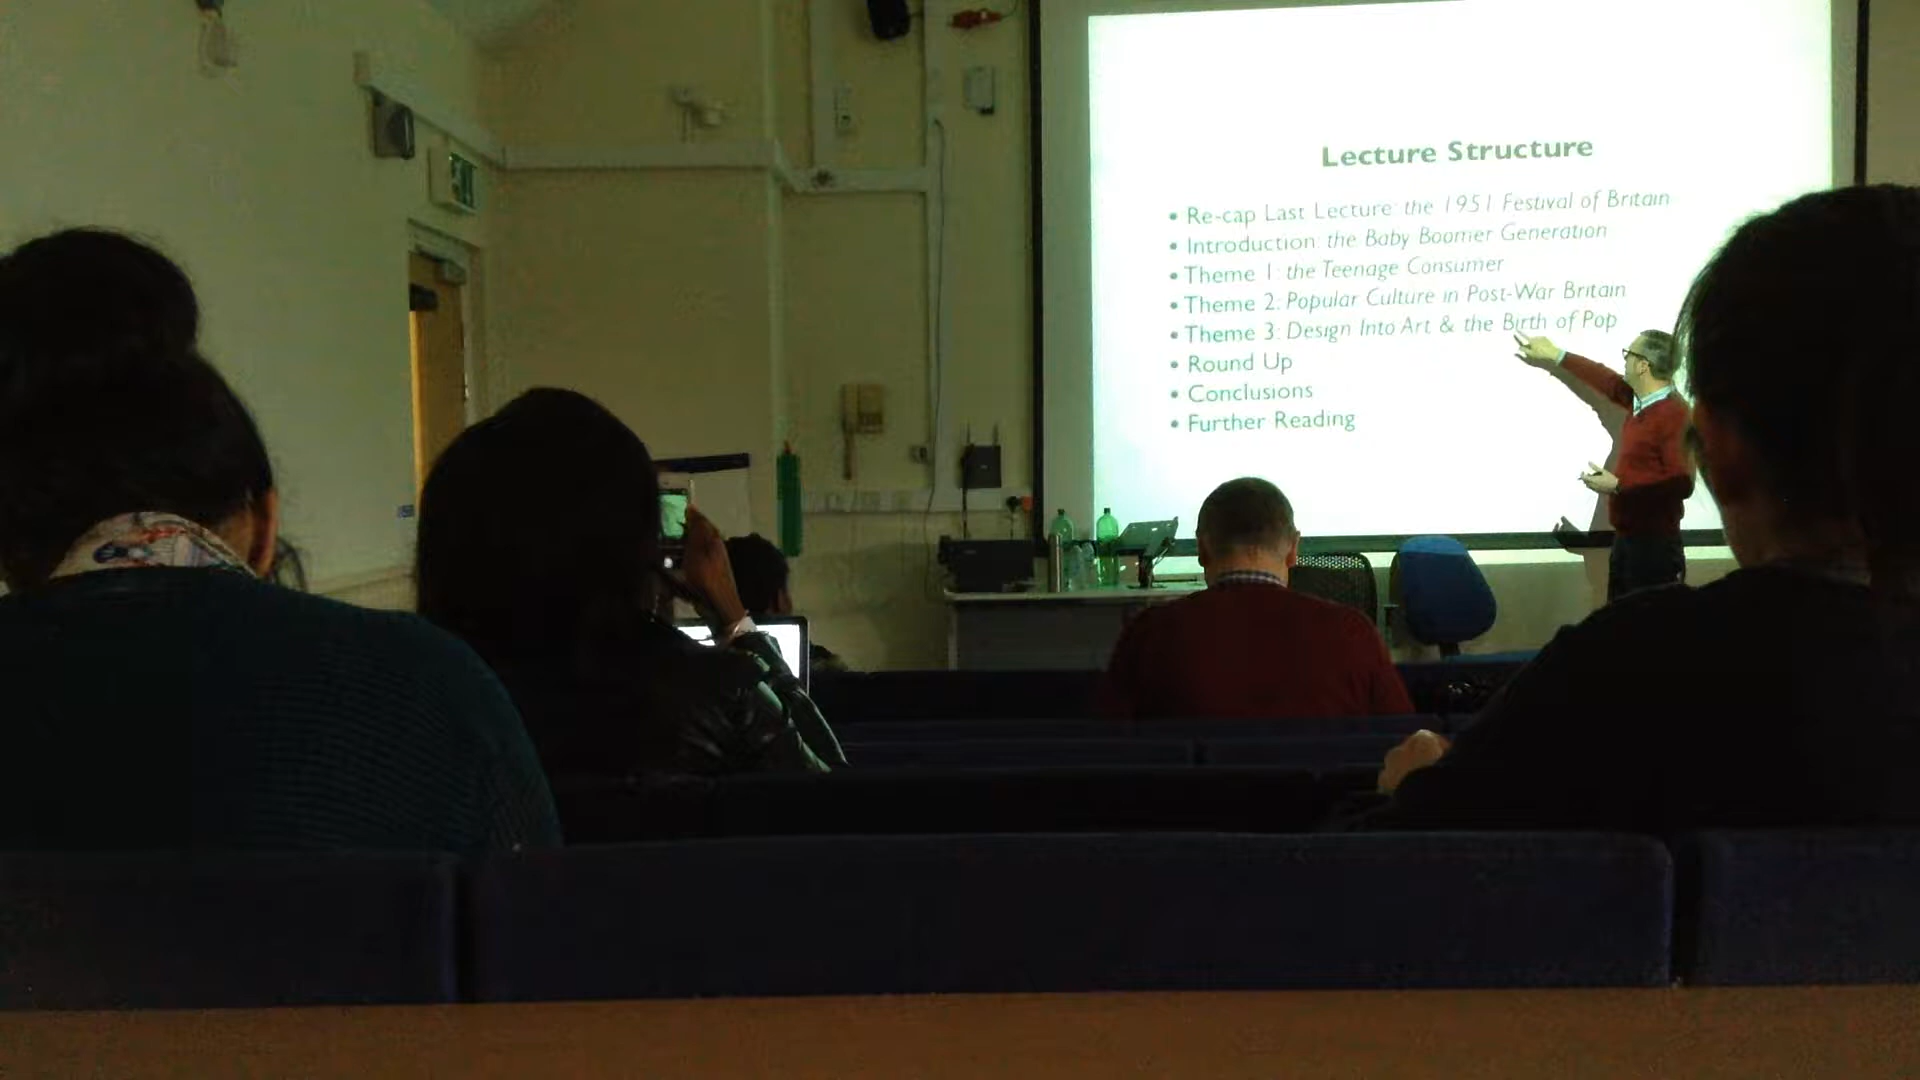 Lecture Structure
• Re-cap Last Lecture: the 1951 Festival of Britain
• Introduction: the Baby Boomer Generation
• Theme 1: the Teenage Consumer
• Theme 2: Popular Culture in Post-War Britain
• Theme 3: Design Into Art & the Birth of Pop
• Round Up
• Conclusions
• Further Reading